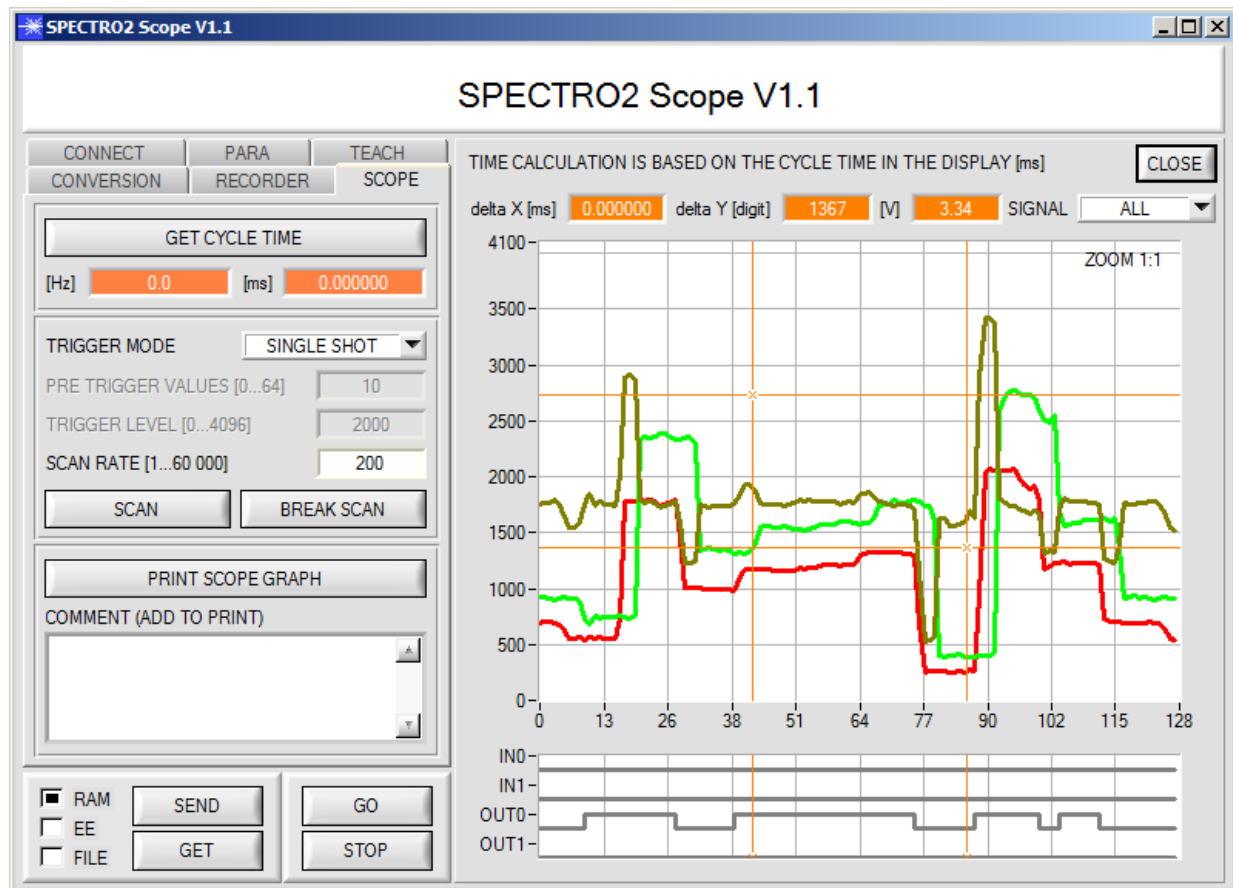 SPECTRO2 Scope V1.1
SPECTRO2 Scope V1.1
CONNECT PARA TEACH
CONVERSION RECORDER SCOPE
GET CYCLE TIME
[Hz] 0.0 [ms] 0.000000
TRIGGER MODE SINGLE SHOT
PRE TRIGGER VALUES [0...64] 10
TRIGGER LEVEL [0...4096] 2000
SCAN RATE [1...60 000] 200
SCAN BREAK SCAN
PRINT SCOPE GRAPH
COMMENT (ADD TO PRINT)
RAM
EE
FILE
SEND
GET
GO
STOP
TIME CALCULATION IS BASED ON THE CYCLE TIME IN THE DISPLAY [ms] CLOSE
delta X [ms] 0.000000 delta Y [digit] 1367 [V] 3.34 SIGNAL ALL
ZOOM 1:1
4100
3500
3000
2500
2000
1500
1000
500
0
0 13 26 38 51 64 77 90 102 115 128
IN0
IN1
OUT0
OUT1